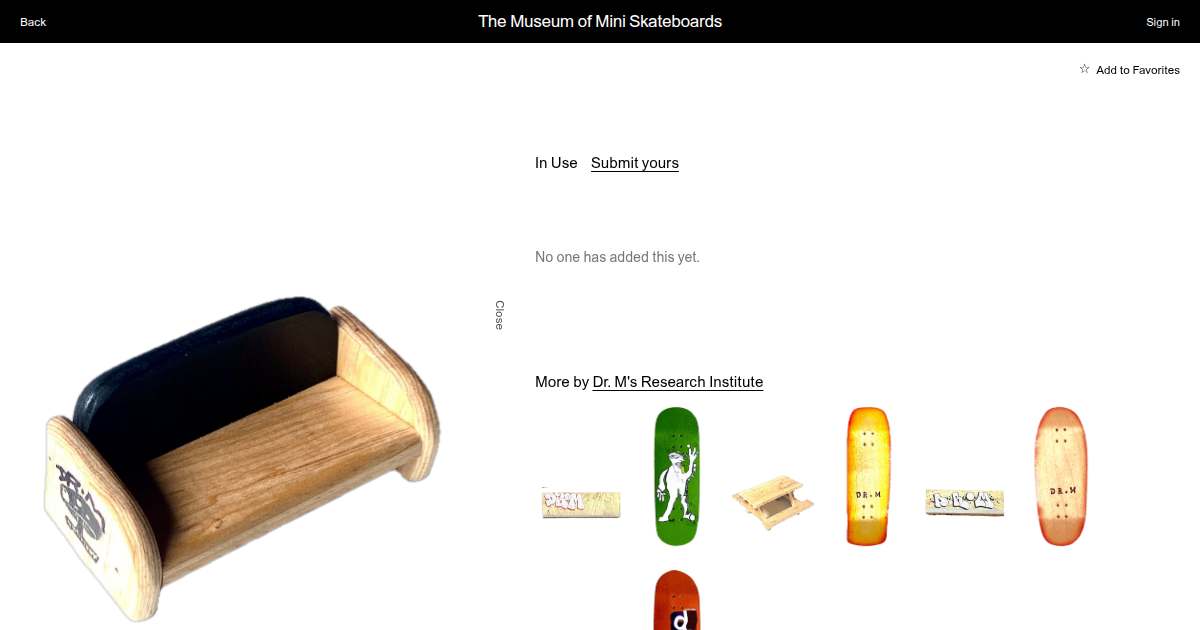 Back
The Museum of Mini Skateboards
Sign in
☆ Add to Favorites
In Use Submit yours
No one has added this yet.
Close
More by Dr. M's Research Institute
DR.M
DR.M